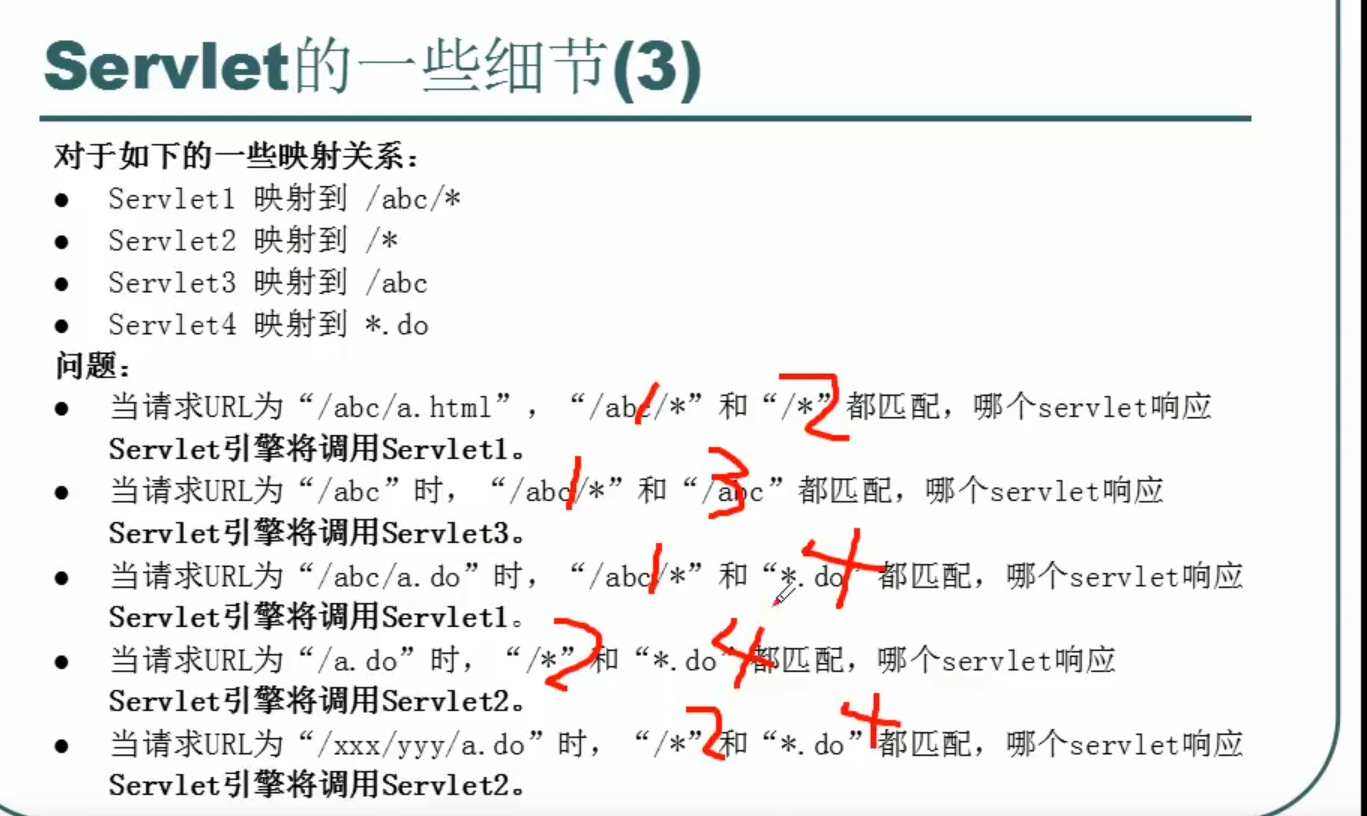 Servlet的一些细节(3)
对于如下的一些映射关系：
● Servlet1 映射到 /abc/*
● Servlet2 映射到 /*
● Servlet3 映射到 /abc
● Servlet4 映射到 *.do
问题：
● 当请求URL为“/abc/a.html”，“/abc/*”和“/*”都匹配，哪个servlet响应
1 2
Servlet引擎将调用Servlet1。
● 当请求URL为“/abc”时，“/abc/*”和“/abc”都匹配，哪个servlet响应
1 3
Servlet引擎将调用Servlet3。
● 当请求URL为“/abc/a.do”时，“/abc/*”和“*.do”都匹配，哪个servlet响应
1 4
Servlet引擎将调用Servlet1。
● 当请求URL为“/a.do”时，“/*”和“*.do”都匹配，哪个servlet响应
2 4
Servlet引擎将调用Servlet2。
● 当请求URL为“/xxx/yyy/a.do”时，“/*”和“*.do”都匹配，哪个servlet响应
2 4
Servlet引擎将调用Servlet2。